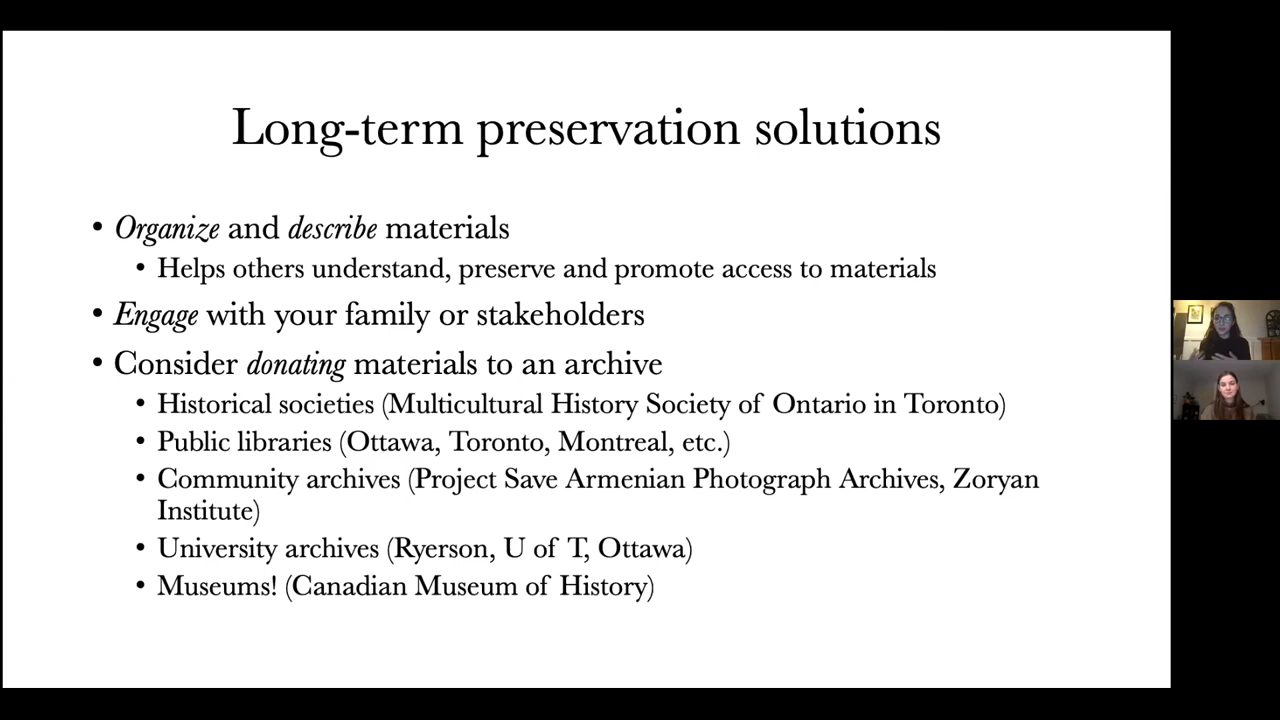 Long-term preservation solutions
• Organize and describe materials
• Helps others understand, preserve and promote access to materials
• Engage with your family or stakeholders
• Consider donating materials to an archive
• Historical societies (Multicultural History Society of Ontario in Toronto)
• Public libraries (Ottawa, Toronto, Montreal, etc.)
• Community archives (Project Save Armenian Photograph Archives, Zoryan
Institute)
• University archives (Ryerson, U of T, Ottawa)
• Museums! (Canadian Museum of History)